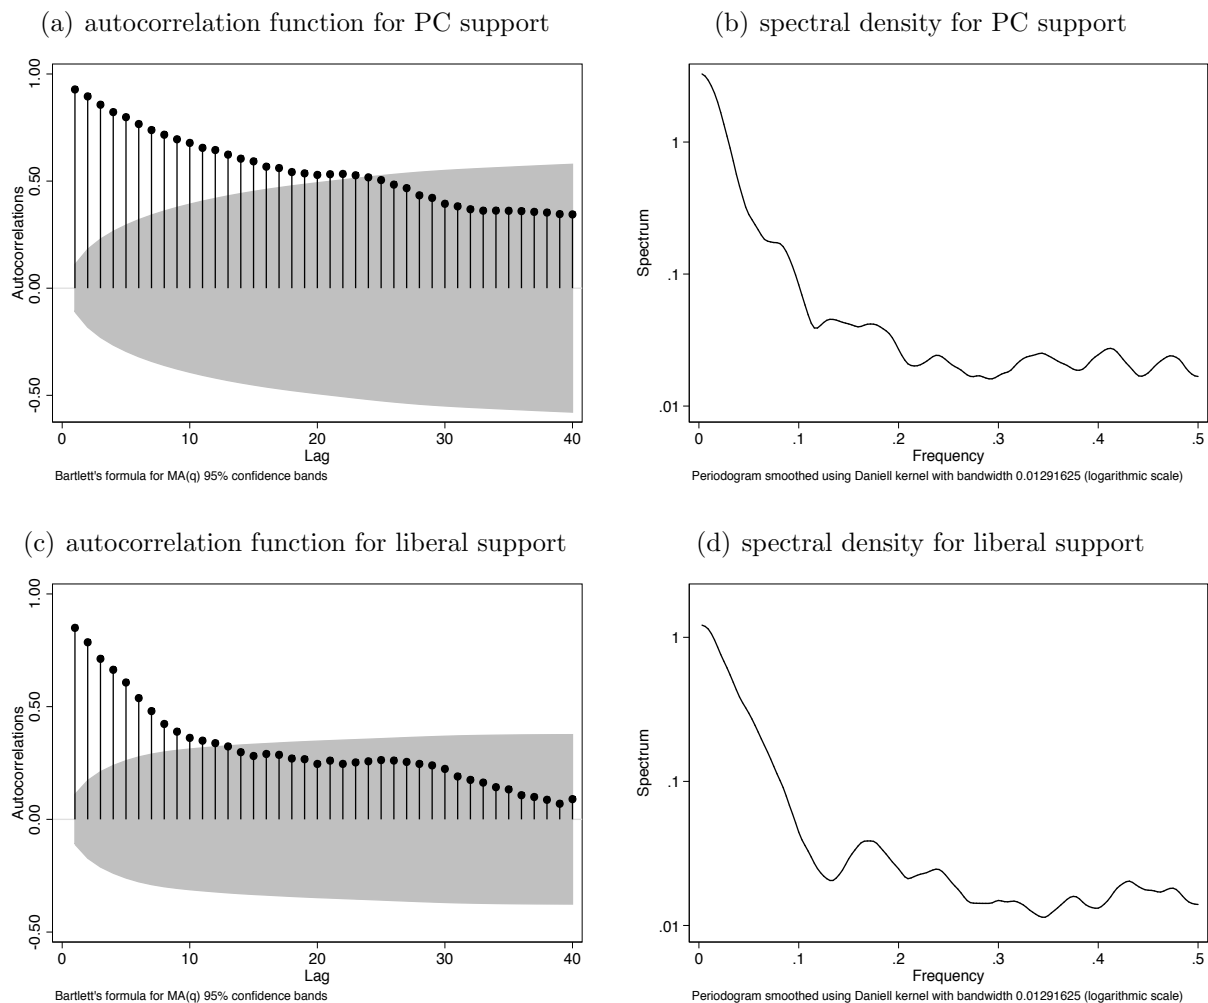 (a) autocorrelation function for PC support
1.00
0.50
0.00
-0.50
Autocorrelations
0 10 20 30 40
Lag
Bartlett's formula for MA(q) 95% confidence bands
(b) spectral density for PC support
1
.1
.01
Spectrum
0 .1 .2 .3 .4 .5
Frequency
Periodogram smoothed using Daniell kernel with bandwidth 0.01291625 (logarithmic scale)
(c) autocorrelation function for liberal support
1.00
0.50
0.00
-0.50
Autocorrelations
0 10 20 30 40
Lag
Bartlett's formula for MA(q) 95% confidence bands
(d) spectral density for liberal support
1
.1
.01
Spectrum
0 .1 .2 .3 .4 .5
Frequency
Periodogram smoothed using Daniell kernel with bandwidth 0.01291625 (logarithmic scale)